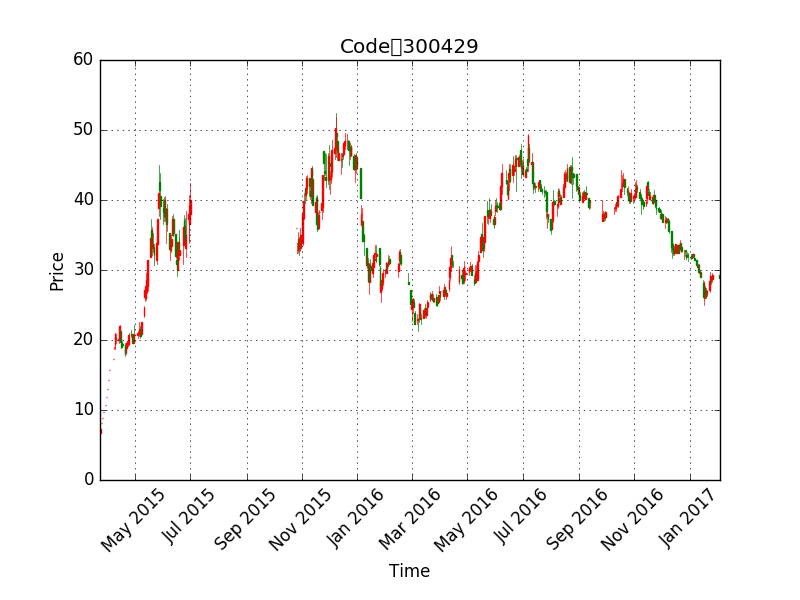 Code▯300429
60
50
40
30
20
10
0
Price
May 2015
Jul 2015
Sep 2015
Nov 2015
Jan 2016
Mar 2016
May 2016
Jul 2016
Sep 2016
Nov 2016
Jan 2017
Time